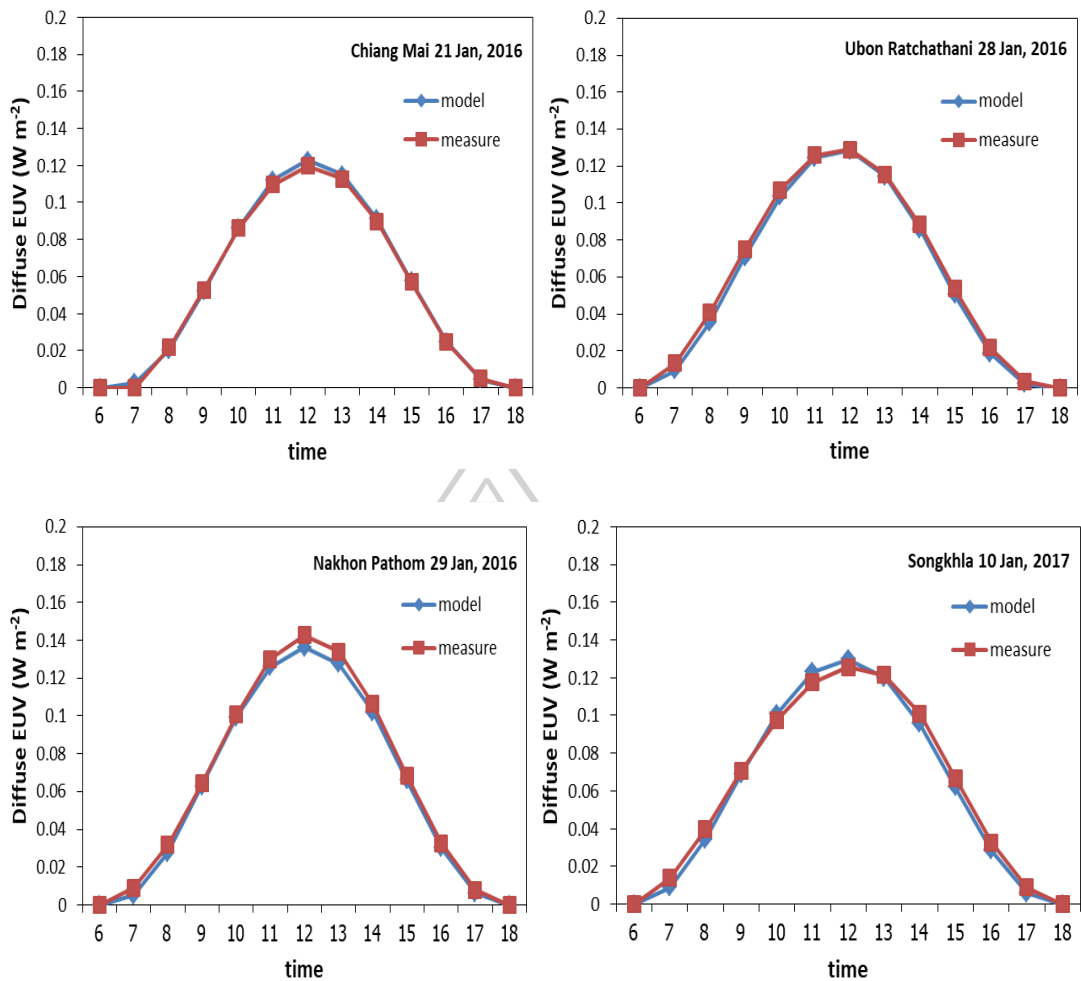 Chiang Mai 21 Jan, 2016
Diffuse EUV (W m-2)
0.2
0.18
0.16
0.14
0.12
0.1
0.08
0.06
0.04
0.02
0
model
measure
6 7 8 9 10 11 12 13 14 15 16 17 18
time
Ubon Ratchathani 28 Jan, 2016
Diffuse EUV (W m-2)
0.2
0.18
0.16
0.14
0.12
0.1
0.08
0.06
0.04
0.02
0
model
measure
6 7 8 9 10 11 12 13 14 15 16 17 18
time
Nakhon Pathom 29 Jan, 2016
Diffuse EUV (W m-2)
0.2
0.18
0.16
0.14
0.12
0.1
0.08
0.06
0.04
0.02
0
model
measure
6 7 8 9 10 11 12 13 14 15 16 17 18
time
Songkhla 10 Jan, 2017
Diffuse EUV (W m-2)
0.2
0.18
0.16
0.14
0.12
0.1
0.08
0.06
0.04
0.02
0
model
measure
6 7 8 9 10 11 12 13 14 15 16 17 18
time